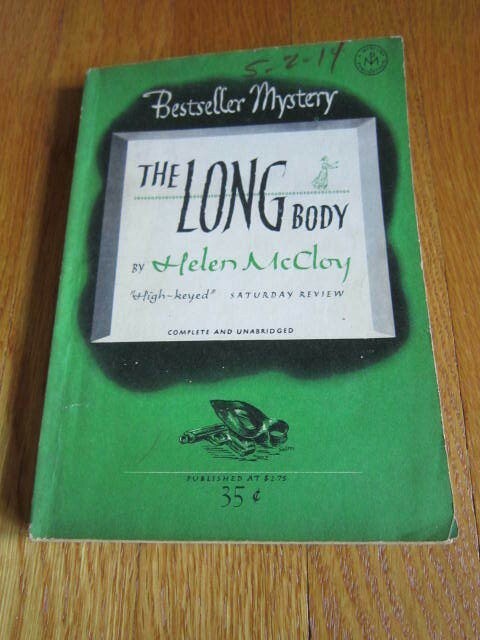 5-2-14
Bestseller Mystery
THE LONG BODY
BY Helen McCloy
"High-keyed" SATURDAY REVIEW
COMPLETE AND UNABRIDGED
PUBLISHED AT $2.75
35¢